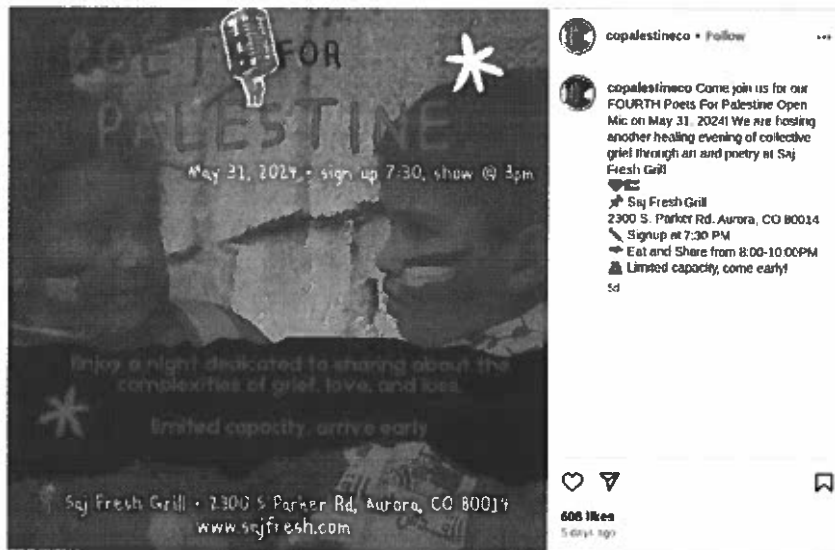 POETS FOR
PALESTINE
May 31, 2024 • sign up 7:30, show @ 8pm
Enjoy a night dedicated to sharing about the
complexities of grief, love, and loss.
limited capacity, arrive early
Saj Fresh Grill • 2300 S Parker Rd, Aurora, CO 80014
www.sajfresh.com
copalestineco • Follow
copalestineco Come join us for our
FOURTH Poets For Palestine Open
Mic on May 31, 2024! We are hosting
another healing evening of collective
grief through art and poetry at Saj
Fresh Grill
Saj Fresh Grill
2300 S. Parker Rd. Aurora, CO 80014
Signup at 7:30 PM
Eat and Share from 8:00-10:00PM
Limited capacity, come early!
5d
608 likes
5 days ago